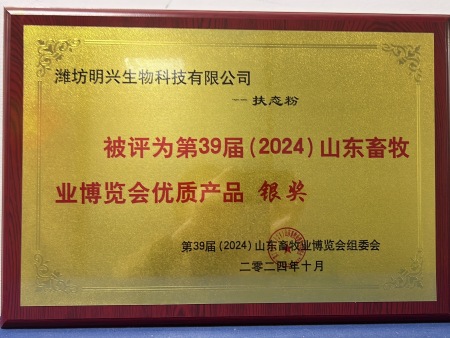 潍坊明兴生物科技有限公司
--扶态粉
被评为第39届(2024)山东畜牧
业博览会优质产品 银奖
第39届(2024)山东畜牧业博览会组委会
二零二四年十月